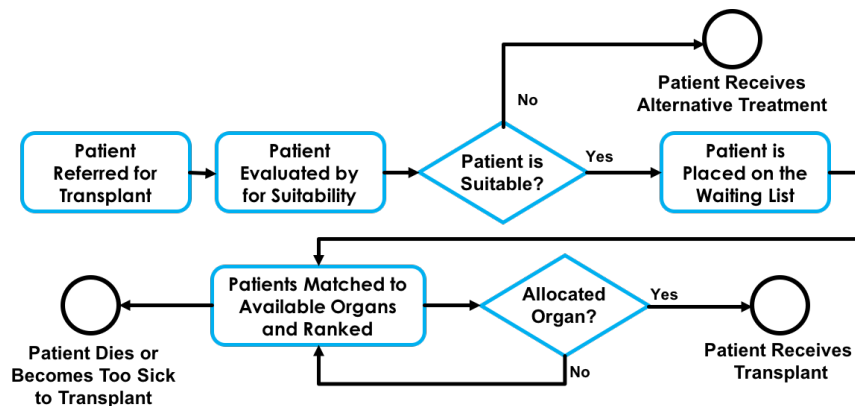 Patient Receives
Alternative Treatment
No
Patient
Referred for
Transplant
Patient
Evaluated by
for Suitability
Patient is
Suitable?
Yes
Patient is
Placed on the
Waiting List
Patients Matched to
Available Organs
and Ranked
Allocated
Organ?
Yes
No
Patient Dies or
Becomes Too Sick
to Transplant
Patient Receives
Transplant